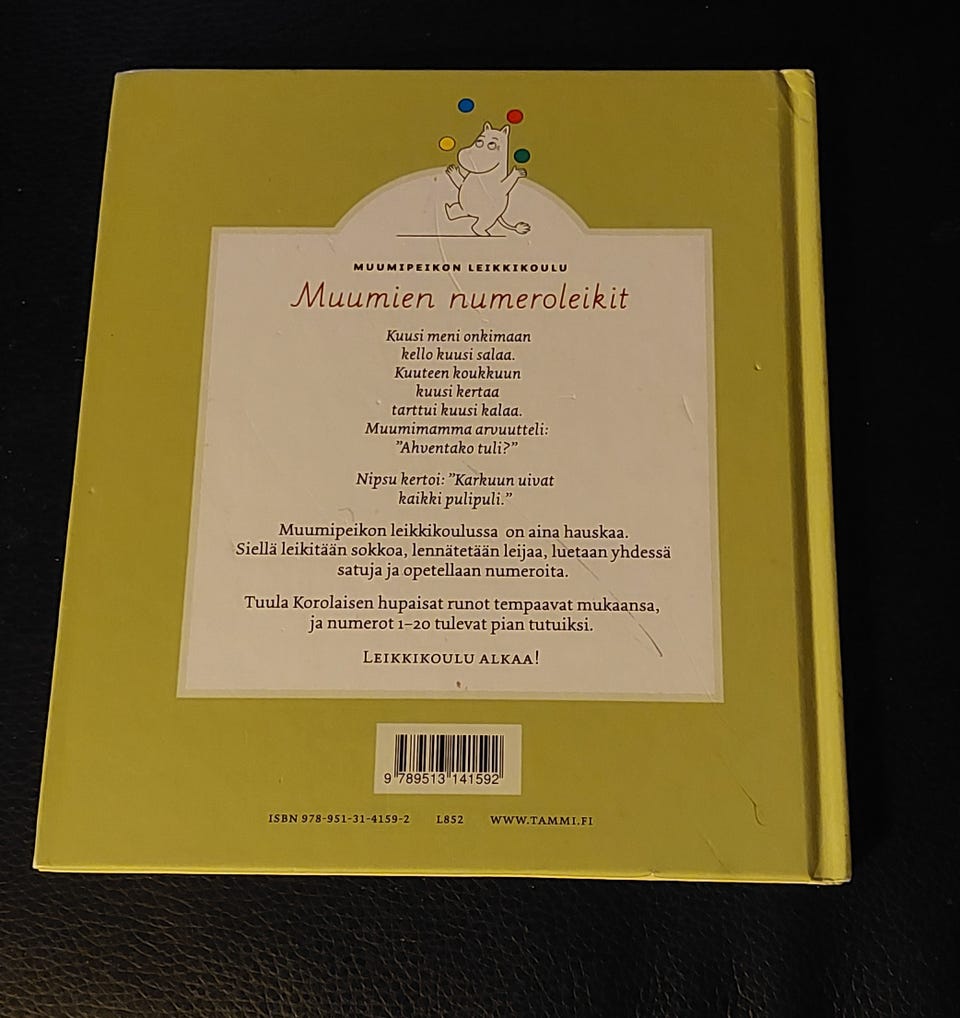 MUUMIPEIKON LEIKKIKOULU
Muumien numeroleikit
Kuusi meni onkimaan
kello kuusi salaa.
Kuuteen koukkuun
kuusi kertaa
tarttui kuusi kalaa.
Muumimamma arvuutteli:
”Ahventako tuli?”
Nipsu kertoi: ”Karkuun uivat
kaikki pulipuli.”
Muumipeikon leikkikoulussa on aina hauskaa.
Siellä leikitään sokkoa, lennätetään leijaa, luetaan yhdessä
satuja ja opetellaan numeroita.
Tuula Korolaisen hupaisat runot tempaavat mukaansa,
ja numerot 1–20 tulevat pian tutuiksi.
LEIKKIKOULU ALKAA!
9 789513 141592
ISBN 978-951-31-4159-2 L852 WWW.TAMMI.FI